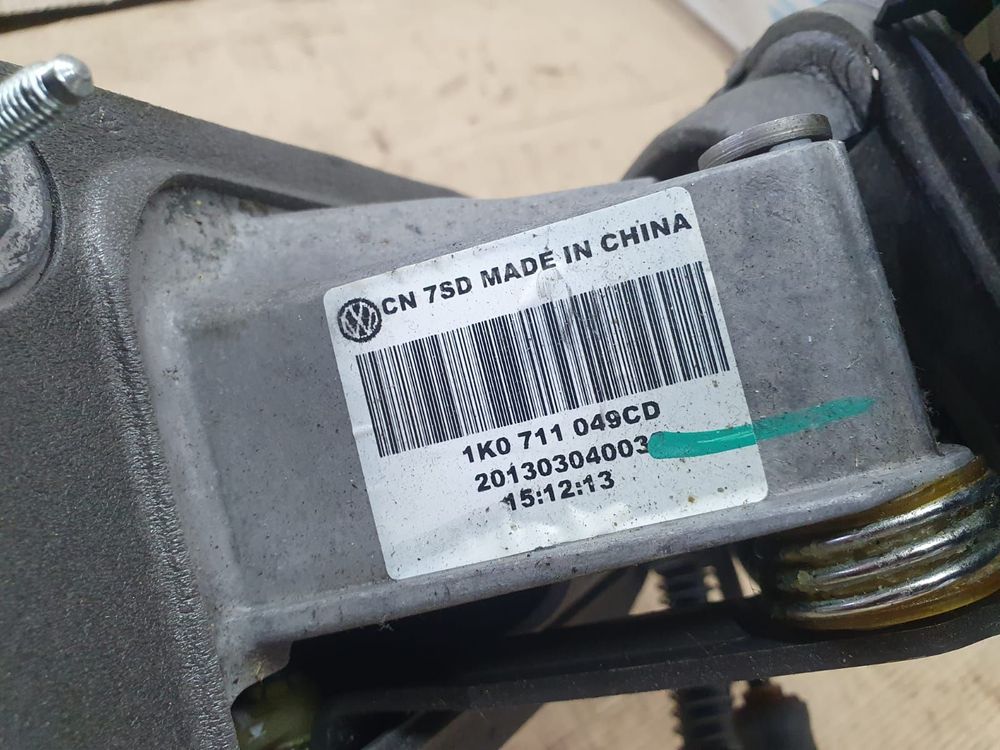 CN 7SD MADE IN CHINA
1K0 711 049CD
20130304003
15:12:13